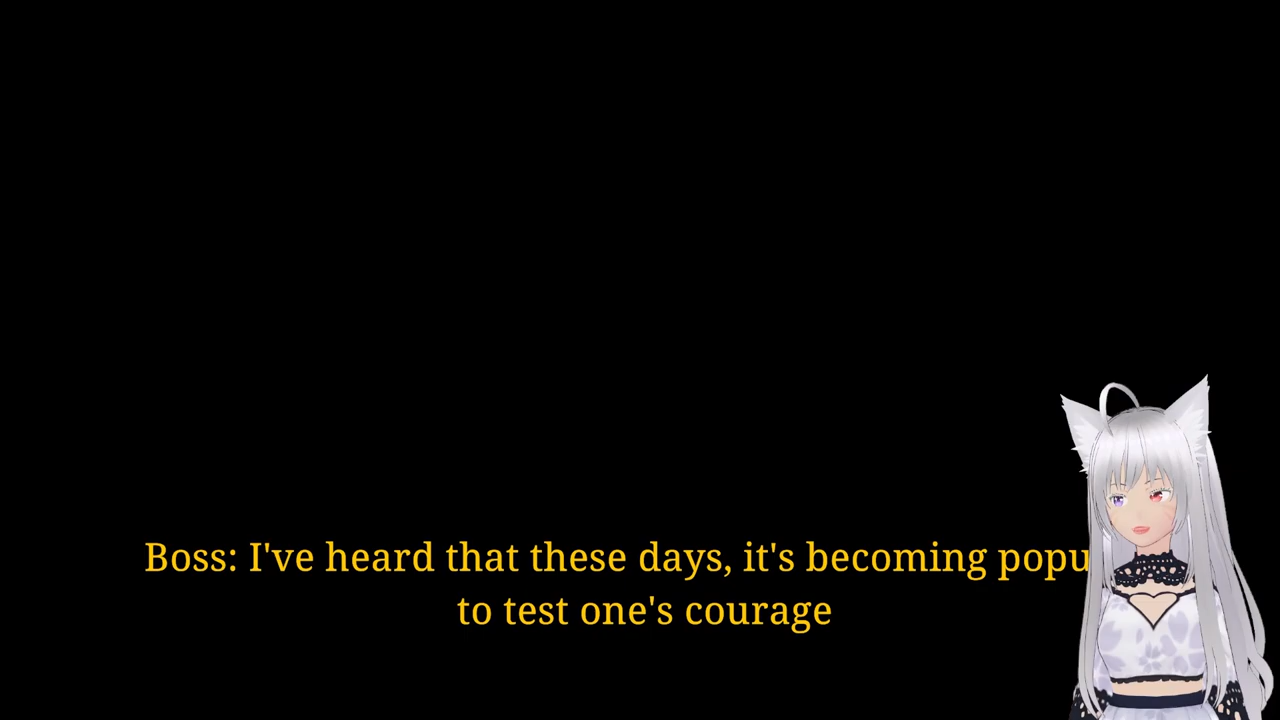 Boss: I've heard that these days, it's becoming popu
to test one's courage